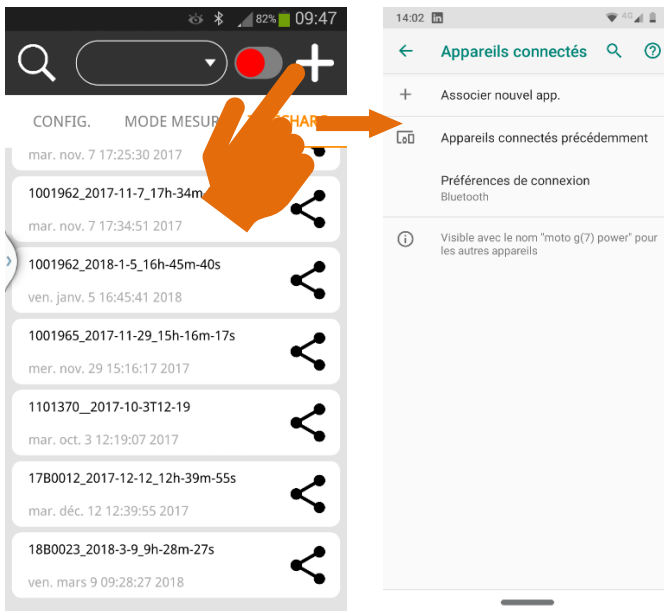 82% 09:47
CONFIG. MODE MESUR
mar. nov. 7 17:25:30 2017
1001962_2017-11-7_17h-34m
mar. nov. 7 17:34:51 2017
1001962_2018-1-5_16h-45m-40s
ven. janv. 5 16:45:41 2018
1001965_2017-11-29_15h-16m-17s
mer. nov. 29 15:16:17 2017
1101370__2017-10-3T12-19
mar. oct. 3 12:19:07 2017
17B0012_2017-12-12_12h-39m-55s
mar. déc. 12 12:39:55 2017
18B0023_2018-3-9_9h-28m-27s
ven. mars 9 09:28:27 2018
14:02 in 4G
Appareils connectés
Associer nouvel app.
Appareils connectés précédemment
Préférences de connexion
Bluetooth
Visible avec le nom "moto g(7) power" pour
les autres appareils